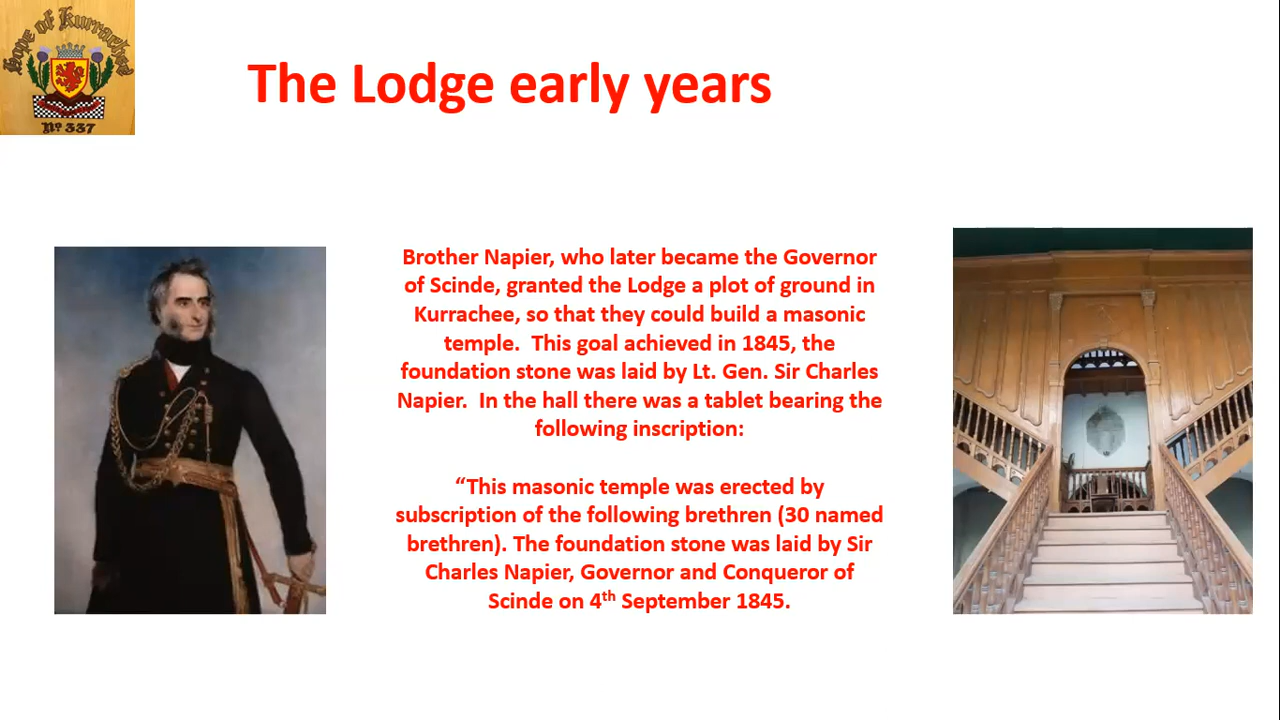 Hope of Kurrachee
No 337
The Lodge early years
Brother Napier, who later became the Governor
of Scinde, granted the Lodge a plot of ground in
Kurrachee, so that they could build a masonic
temple.  This goal achieved in 1845, the
foundation stone was laid by Lt. Gen. Sir Charles
Napier.  In the hall there was a tablet bearing the
following inscription:
“This masonic temple was erected by
subscription of the following brethren (30 named
brethren). The foundation stone was laid by Sir
Charles Napier, Governor and Conqueror of
Scinde on 4th September 1845.